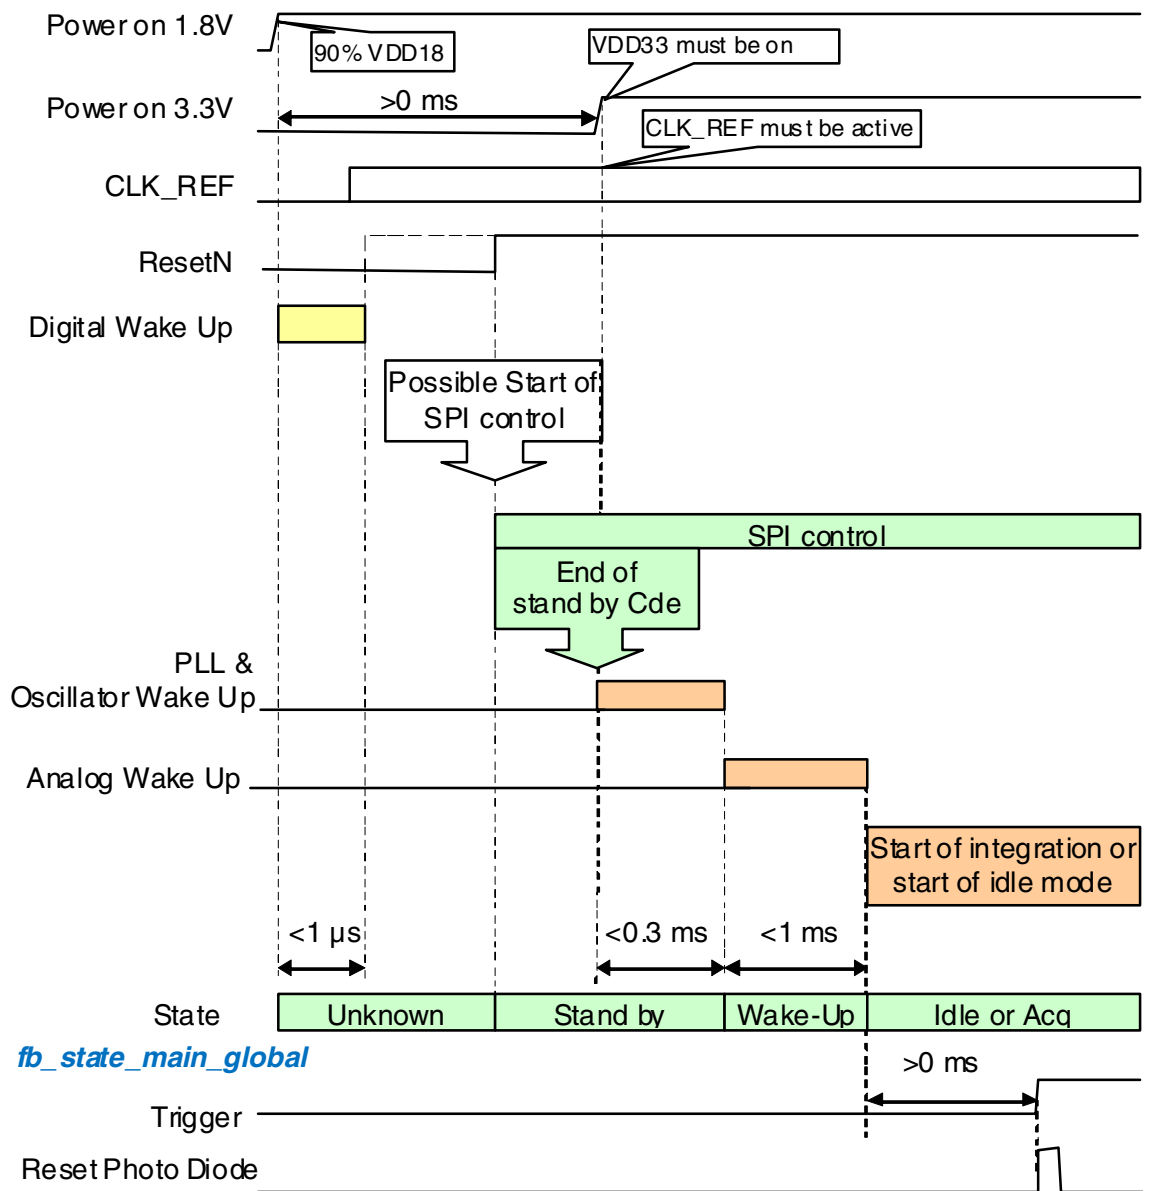 Power on 1.8V
90% VDD18
VDD33 must be on
Power on 3.3V
>0 ms
CLK_REF must be active
CLK_REF
ResetN
Digital Wake Up
Possible Start of
SPI control
SPI control
End of
stand by Cde
PLL &
Oscillator Wake Up
Analog Wake Up
Start of integration or
start of idle mode
<1 µs
<0.3 ms
<1 ms
State
Unknown
Stand by
Wake-Up
Idle or Acq
fb_state_main_global
>0 ms
Trigger
Reset Photo Diode